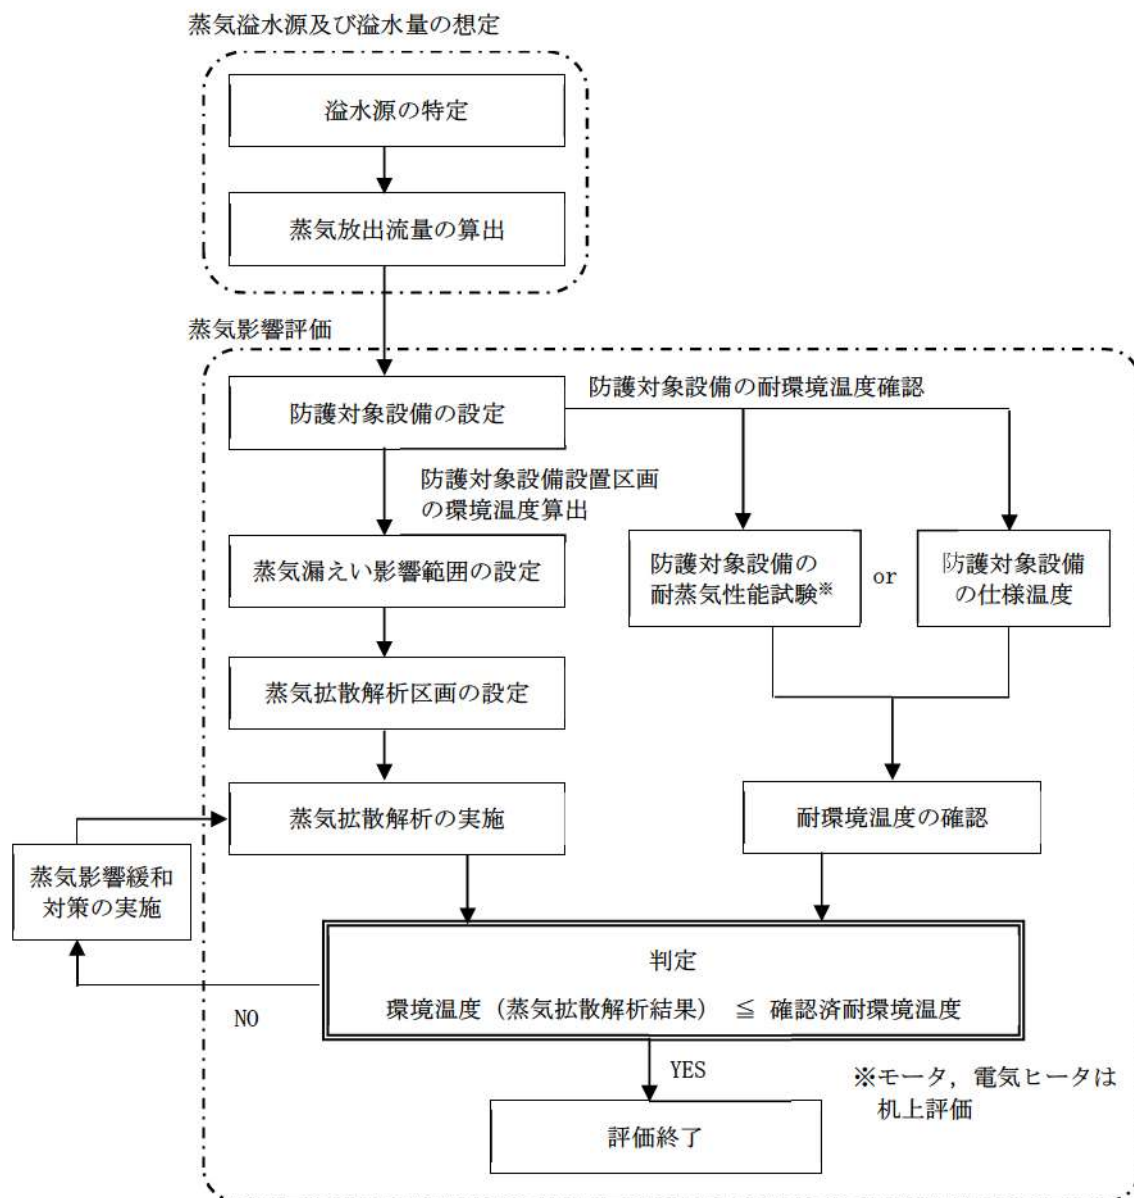 蒸気溢水源及び溢水量の想定
溢水源の特定
蒸気放出流量の算出
蒸気影響評価
防護対象設備の設定
防護対象設備の耐環境温度確認
防護対象設備設置区画
の環境温度算出
蒸気漏えい影響範囲の設定
防護対象設備の
耐蒸気性能試験※
or
防護対象設備
の仕様温度
蒸気拡散解析区画の設定
蒸気拡散解析の実施
耐環境温度の確認
蒸気影響緩和
対策の実施
判定
環境温度(蒸気拡散解析結果) ≦ 確認済耐環境温度
NO
YES
※モータ，電気ヒータは
机上評価
評価終了